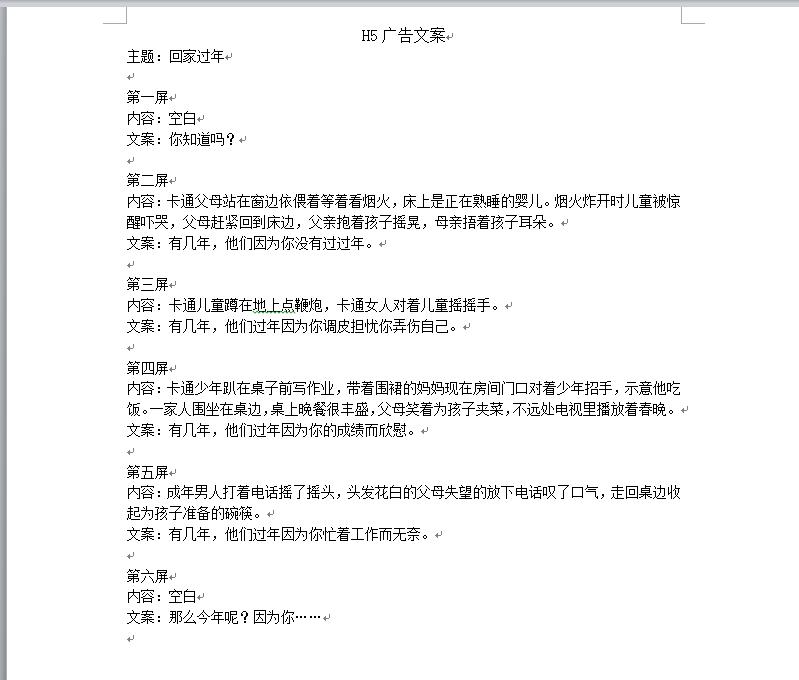 H5 广告文案
主题：回家过年
第一屏
内容：空白
文案：你知道吗？
第二屏
内容：卡通父母站在窗边依偎着等着看烟火，床上是正在熟睡的婴儿。烟火炸开时儿童被惊
醒吓哭，父母赶紧回到床边，父亲抱着孩子摇晃，母亲捂着孩子耳朵。
文案：有几年，他们因为你没有过过年。
第三屏
内容：卡通儿童蹲在地上点鞭炮，卡通女人对着儿童摇摇手。
文案：有几年，他们过年因为你调皮担忧你弄伤自己。
第四屏
内容：卡通少年趴在桌子前写作业，带着围裙的妈妈现在房间门口对着少年招手，示意他吃
饭。一家人围坐在桌边，桌上晚餐很丰盛，父母笑着为孩子夹菜，不远处电视里播放着春晚。
文案：有几年，他们过年因为你的成绩而欣慰。
第五屏
内容：成年男人打着电话摇了摇头，头发花白的父母失望的放下电话叹了口气，走回桌边收
起为孩子准备的碗筷。
文案：有几年，他们过年因为你忙着工作而无奈。
第六屏
内容：空白
文案：那么今年呢？因为你……